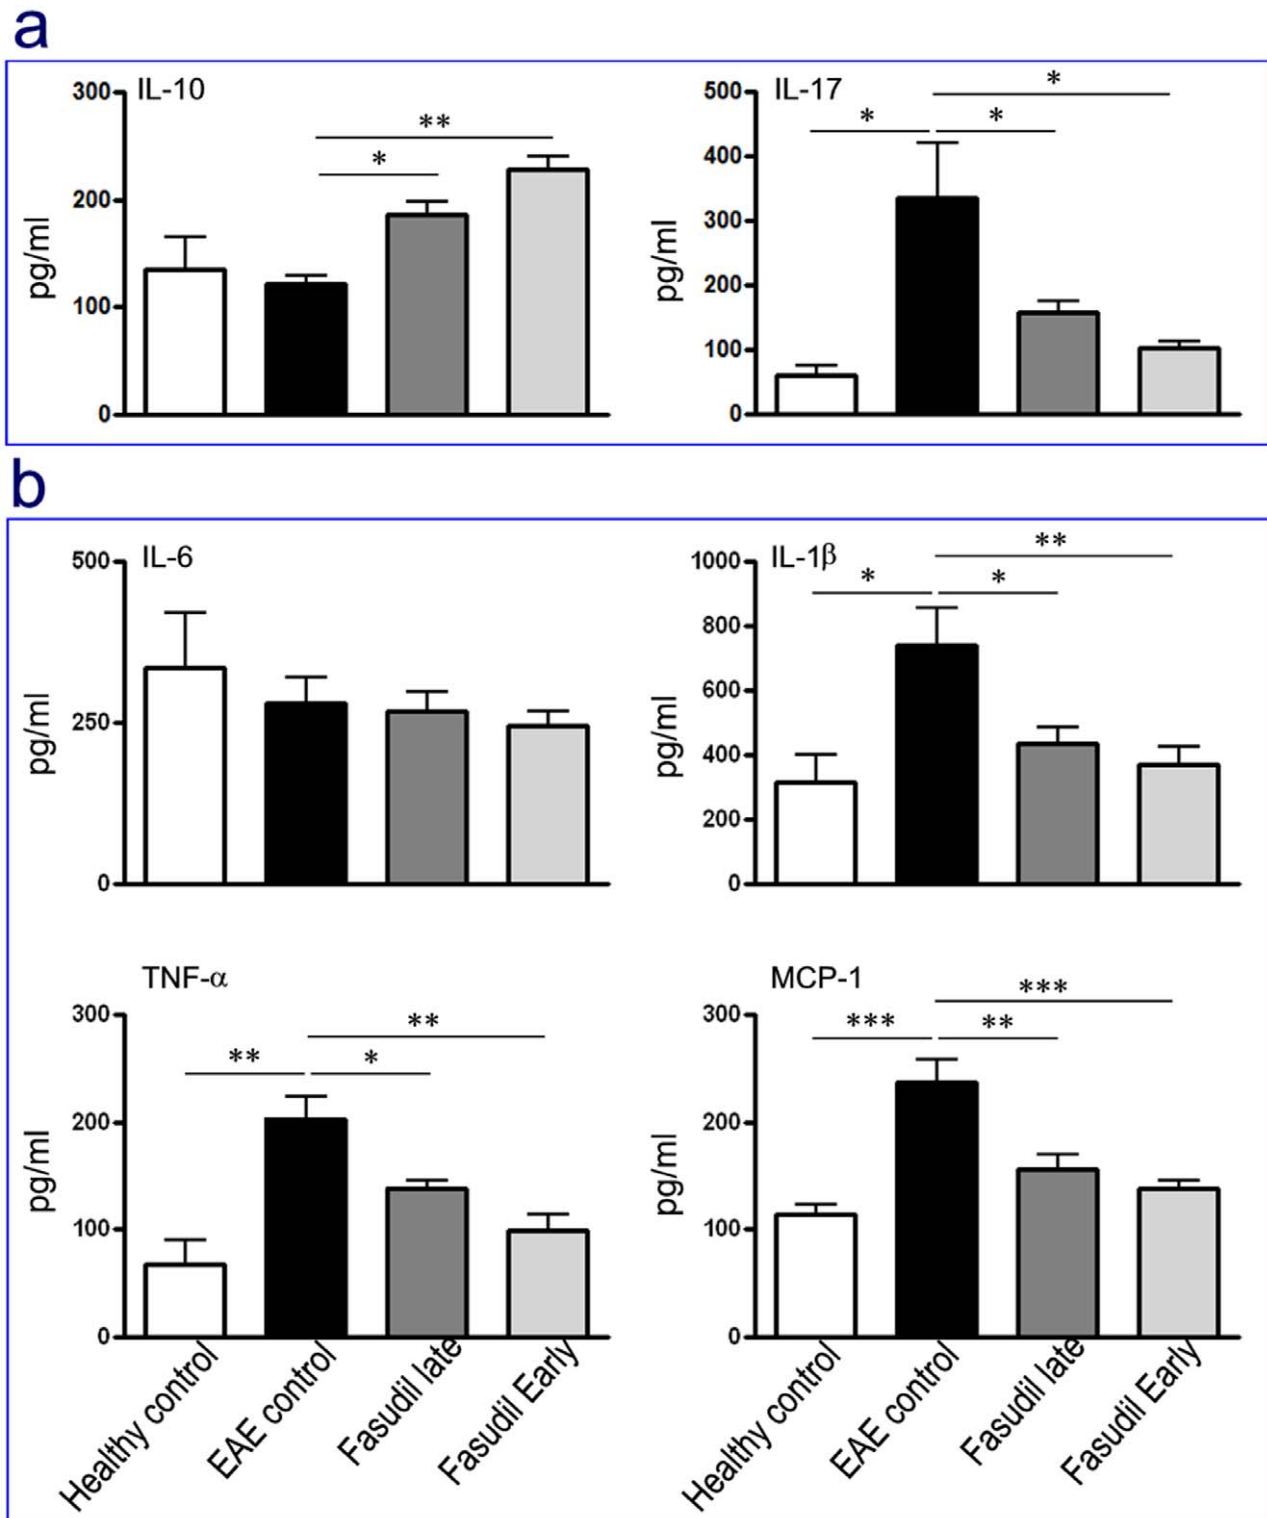 a
IL-10
300
200
100
0
pg/ml
*
**
IL-17
500
400
300
200
100
0
pg/ml
*
*
*
b
IL-6
500
250
0
pg/ml
IL-1β
1000
800
600
400
200
0
pg/ml
*
*
**
TNF-α
300
200
100
0
pg/ml
**
*
**
Healthy control
EAE control
Fasudil late
Fasudil Early
MCP-1
300
200
100
0
pg/ml
***
**
***
Healthy control
EAE control
Fasudil late
Fasudil Early